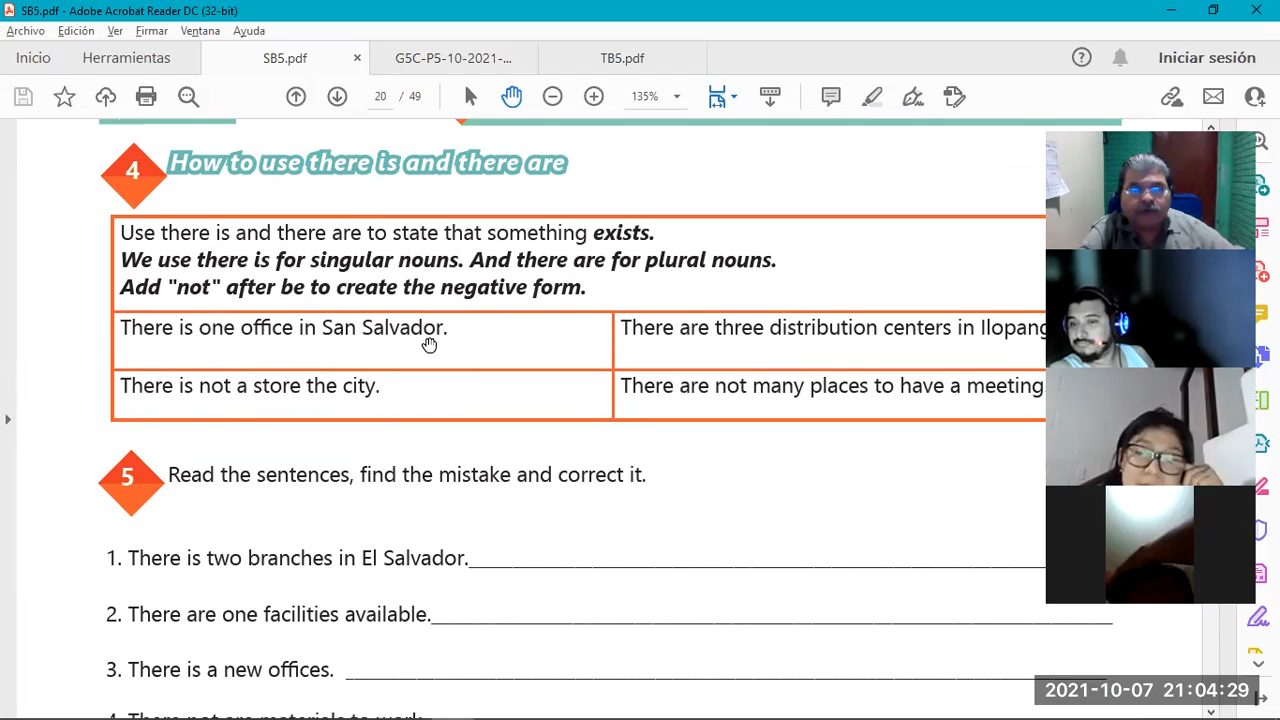 SB5.pdf - Adobe Acrobat Reader DC (32-bit)
Archivo Edición Ver Firmar Ventana Ayuda
Inicio Herramientas SB5.pdf × G5C-P5-10-2021-... TB5.pdf Iniciar sesión
20 / 49 135%
4 How to use there is and there are
Use there is and there are to state that something exists.
We use there is for singular nouns. And there are for plural nouns.
Add "not" after be to create the negative form.
There is one office in San Salvador. There are three distribution centers in Ilopang
There is not a store the city. There are not many places to have a meeting.
5 Read the sentences, find the mistake and correct it.
1. There is two branches in El Salvador.
2. There are one facilities available.
3. There is a new offices.
4. There not are materials to work.
2021-10-07 21:04:29